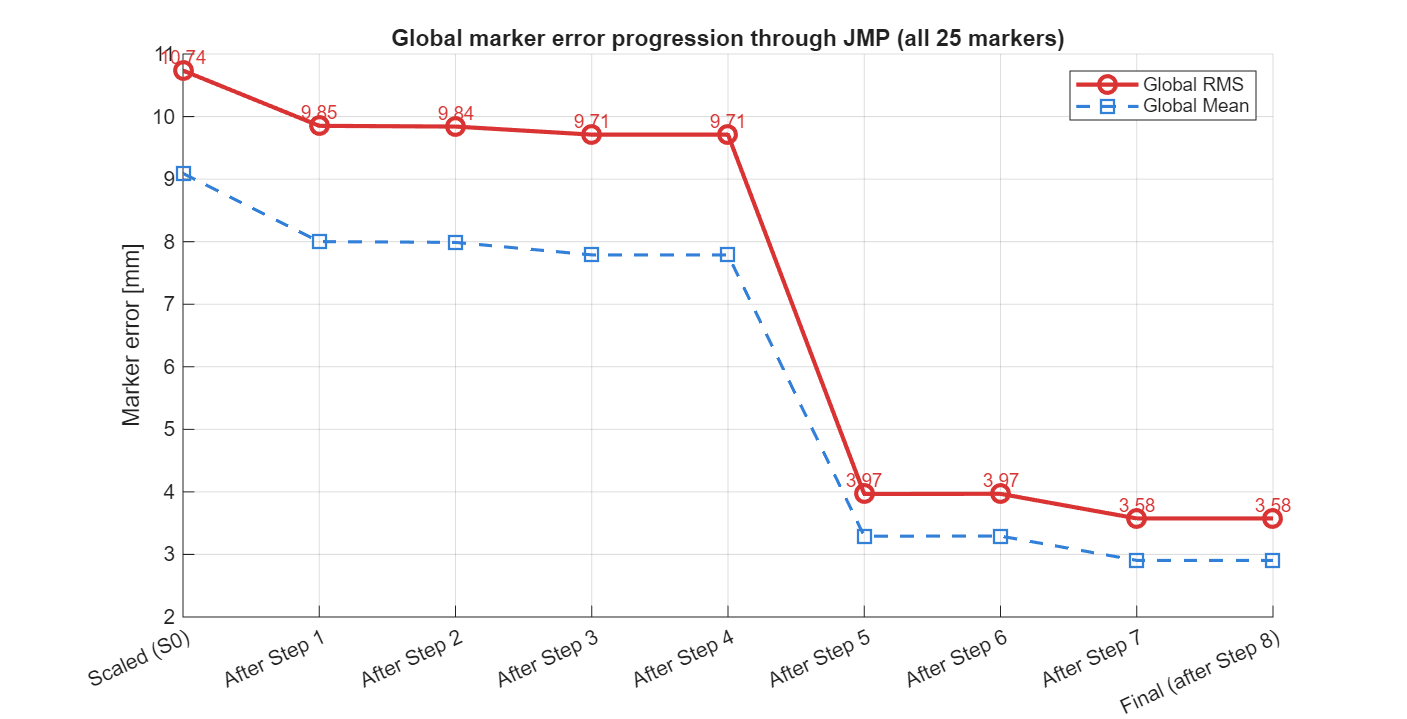 Global marker error progression through JMP (all 25 markers)
Global RMS
Global Mean
Marker error [mm]
11
10
9
8
7
6
5
4
3
2
10.74
9.85
9.84
9.71
9.71
3.97
3.97
3.58
3.58
Scaled (S0)
After Step 1
After Step 2
After Step 3
After Step 4
After Step 5
After Step 6
After Step 7
Final (after Step 8)